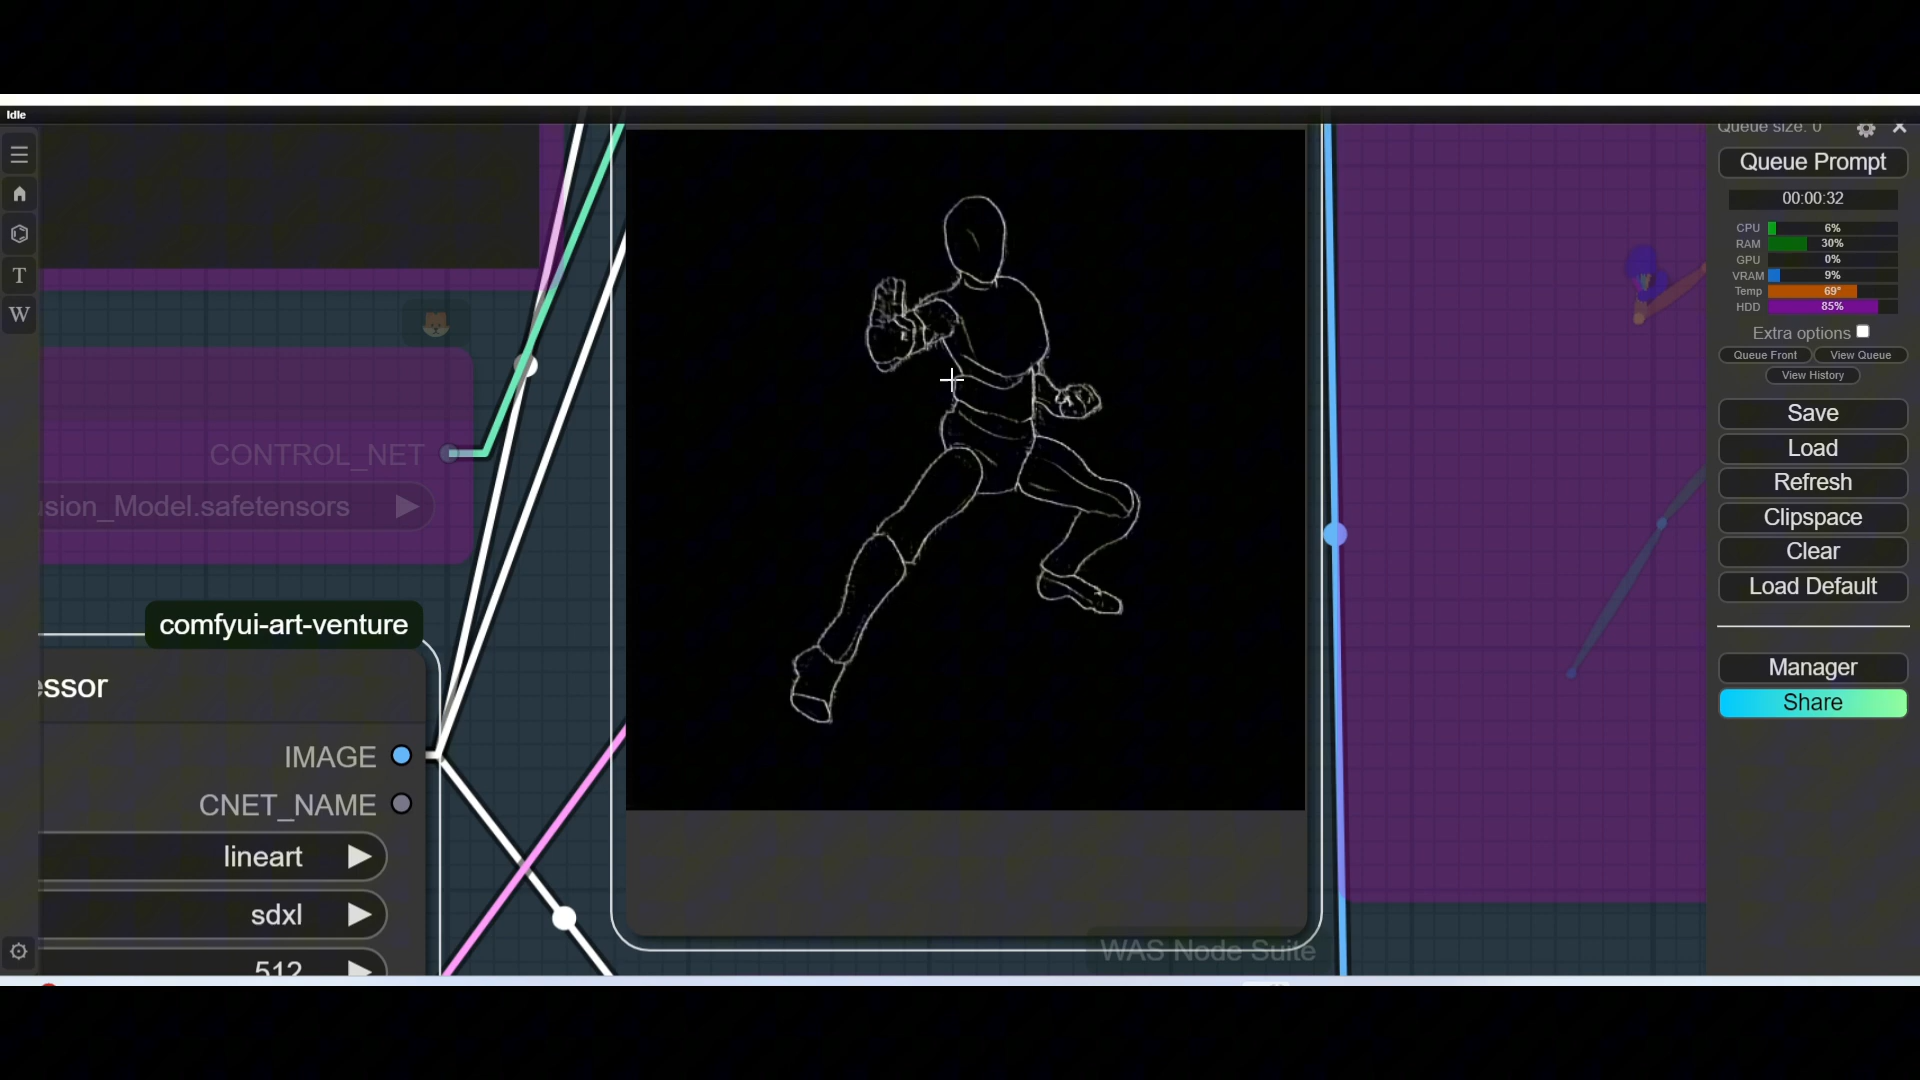 Idle
Queue size: 0
Queue Prompt
00:00:32
CPU 6%
RAM 30%
GPU 0%
VRAM 9%
Temp 69°
HDD 85%
Extra options
Queue Front
View Queue
View History
Save
Load
Refresh
Clipspace
Clear
Load Default
Manager
Share
T
W
CONTROL_NET
usion_Model.safetensors
comfyui-art-venture
essor
IMAGE
CNET_NAME
lineart
sdxl
512
WAS Node Suite